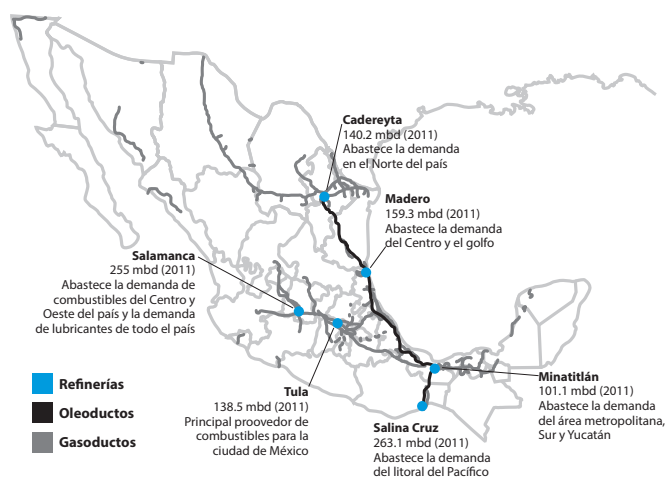 Cadereyta
140.2 mbd (2011)
Abastece la demanda
en el Norte del país
Madero
159.3 mbd (2011)
Abastece la demanda
del Centro y el golfo
Salamanca
255 mbd (2011)
Abastece la demanda de
combustibles del Centro y
Oeste del país y la demanda
de lubricantes de todo el país
Refinerías
Oleoductos
Gasoductos
Tula
138.5 mbd (2011)
Principal proovedor de
combustibles para la
ciudad de México
Salina Cruz
263.1 mbd (2011)
Abastece la demanda
del litoral del Pacífico
Minatitlán
101.1 mbd (2011)
Abastece la demanda
del área metropolitana,
Sur y Yucatán